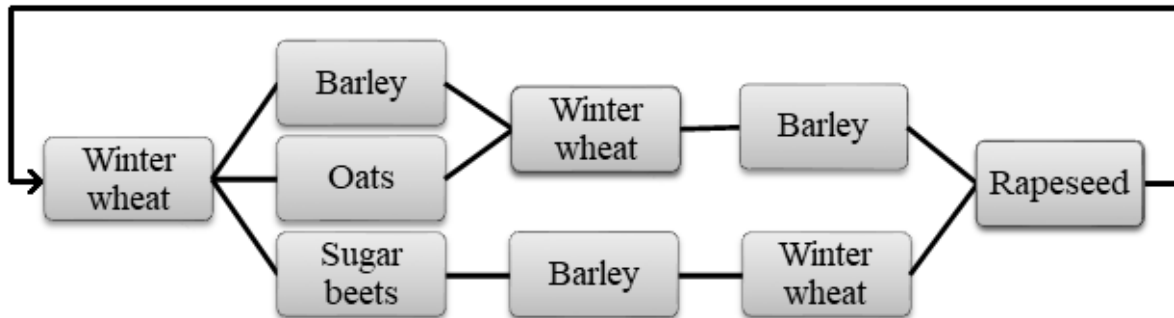 Barley
Winter
wheat
Barley
Winter
wheat
Oats
Rapeseed
Sugar
beets
Barley
Winter
wheat